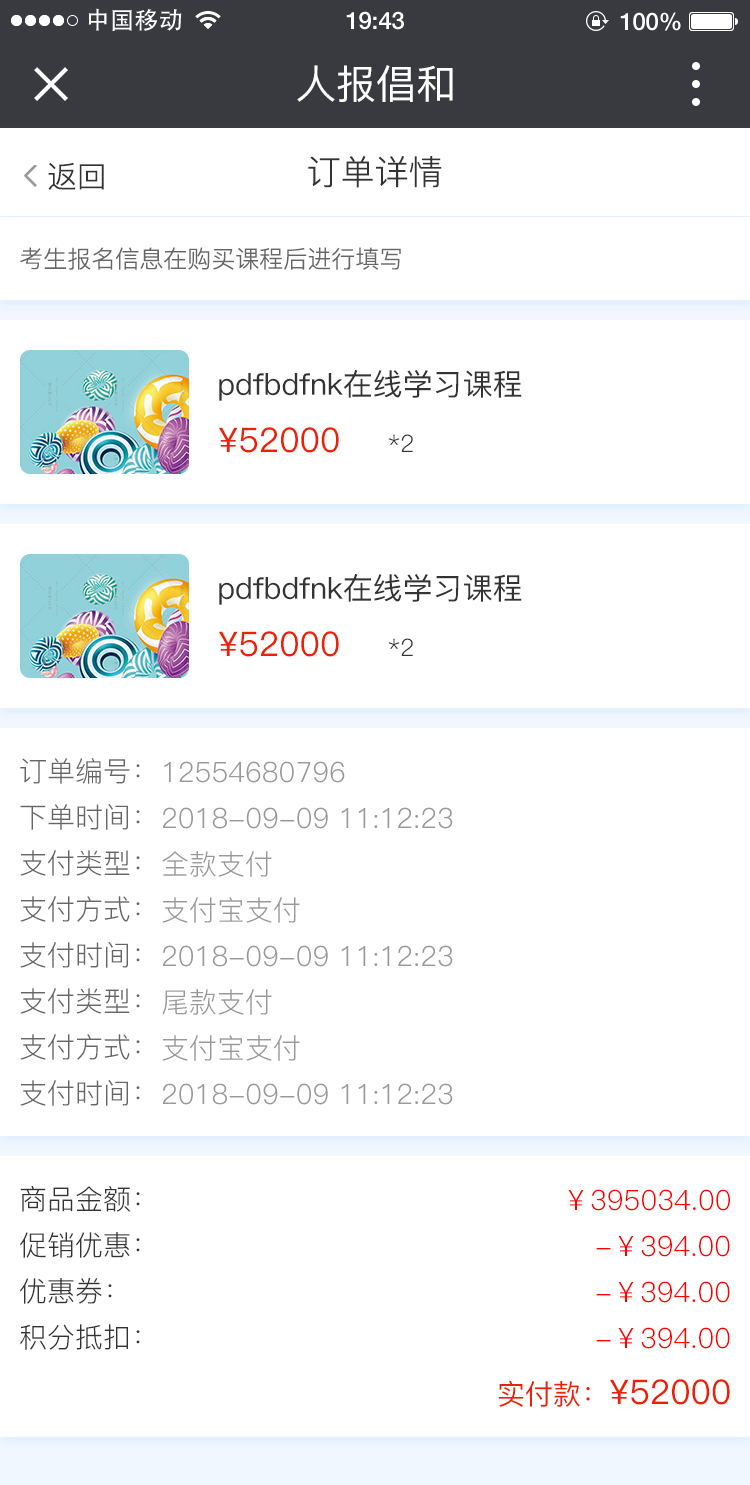 中国移动 19:43 100%
人报倡和
返回 订单详情
考生报名信息在购买课程后进行填写
pdfbdfnk在线学习课程
¥52000 *2
pdfbdfnk在线学习课程
¥52000 *2
订单编号：12554680796
下单时间：2018-09-09 11:12:23
支付类型：全款支付
支付方式：支付宝支付
支付时间：2018-09-09 11:12:23
支付类型：尾款支付
支付方式：支付宝支付
支付时间：2018-09-09 11:12:23
商品金额： ￥395034.00
促销优惠： -￥394.00
优惠券： -￥394.00
积分抵扣： -￥394.00
实付款：¥52000